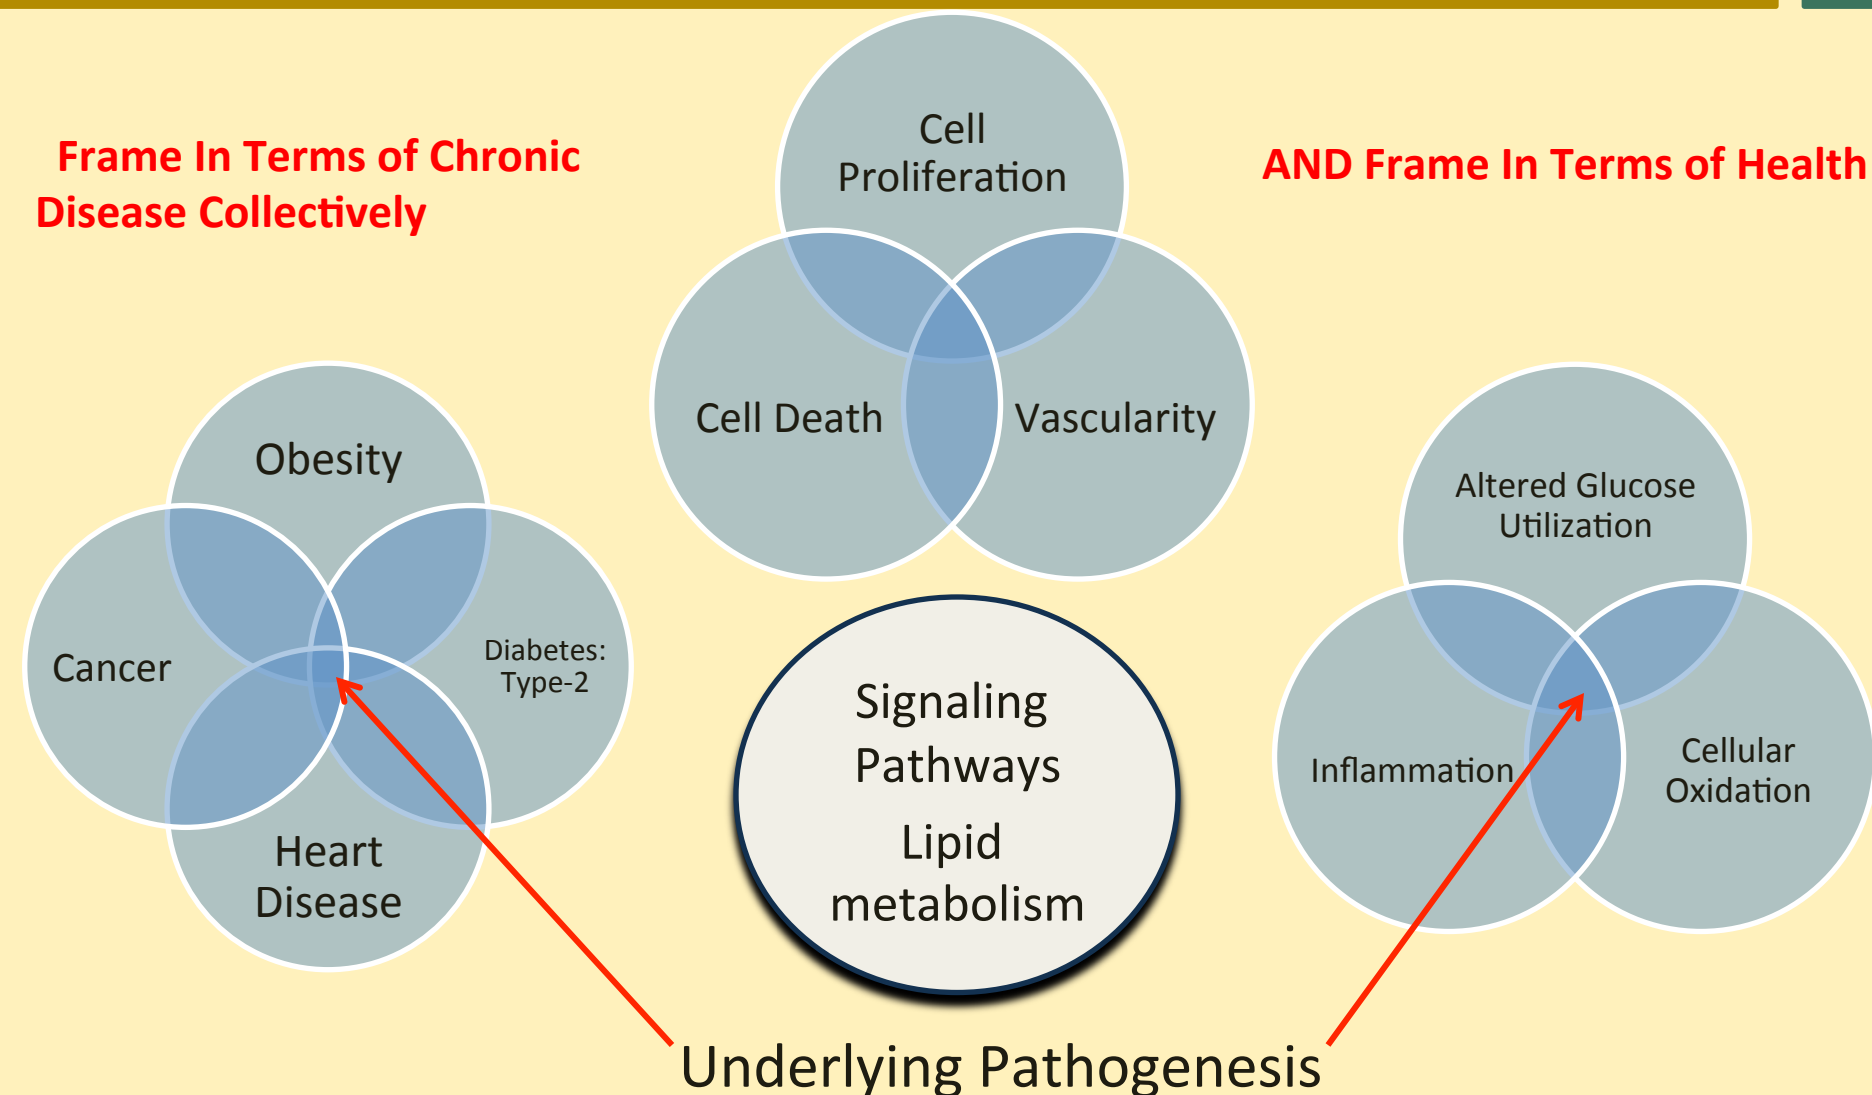 Frame In Terms of Chronic
Disease Collectively
AND Frame In Terms of Health
Cell
Proliferation
Cell Death
Vascularity
Obesity
Cancer
Diabetes:
Type-2
Heart
Disease
Signaling
Pathways
Lipid
metabolism
Altered Glucose
Utilization
Inflammation
Cellular
Oxidation
Underlying Pathogenesis